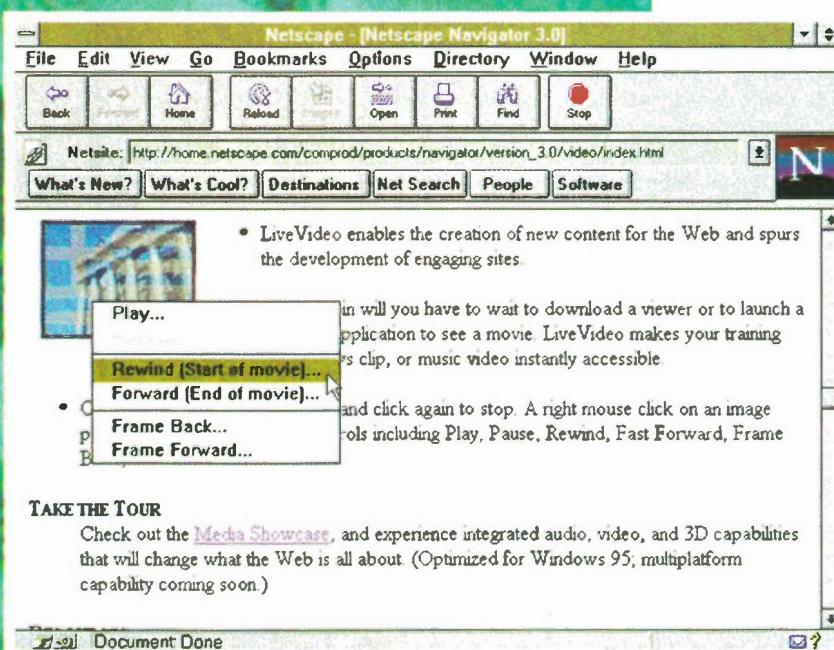 Netscape - [Netscape Navigator 3.0]
File Edit View Go Bookmarks Options Directory Window Help
Back Forward Home Reload Images Open Print Find Stop
Netsite: http://home.netscape.com/comprod/products/navigator/version_3.0/video/index.html
N
What's New? What's Cool? Destinations Net Search People Software
• LiveVideo enables the creation of new content for the Web and spurs
the development of engaging sites.
Play...
in will you have to wait to download a viewer or to launch a
pplication to see a movie. LiveVideo makes your training
s clip, or music video instantly accessible.
Rewind (Start of movie)...
Forward (End of movie)...
and click again to stop. A right mouse click on an image
Frame Back...
ols including Play, Pause, Rewind, Fast Forward, Frame
Frame Forward...
TAKE THE TOUR
Check out the Media Showcase, and experience integrated audio, video, and 3D capabilities
that will change what the Web is all about. (Optimized for Windows 95; multiplatform
capability coming soon.)
Document: Done